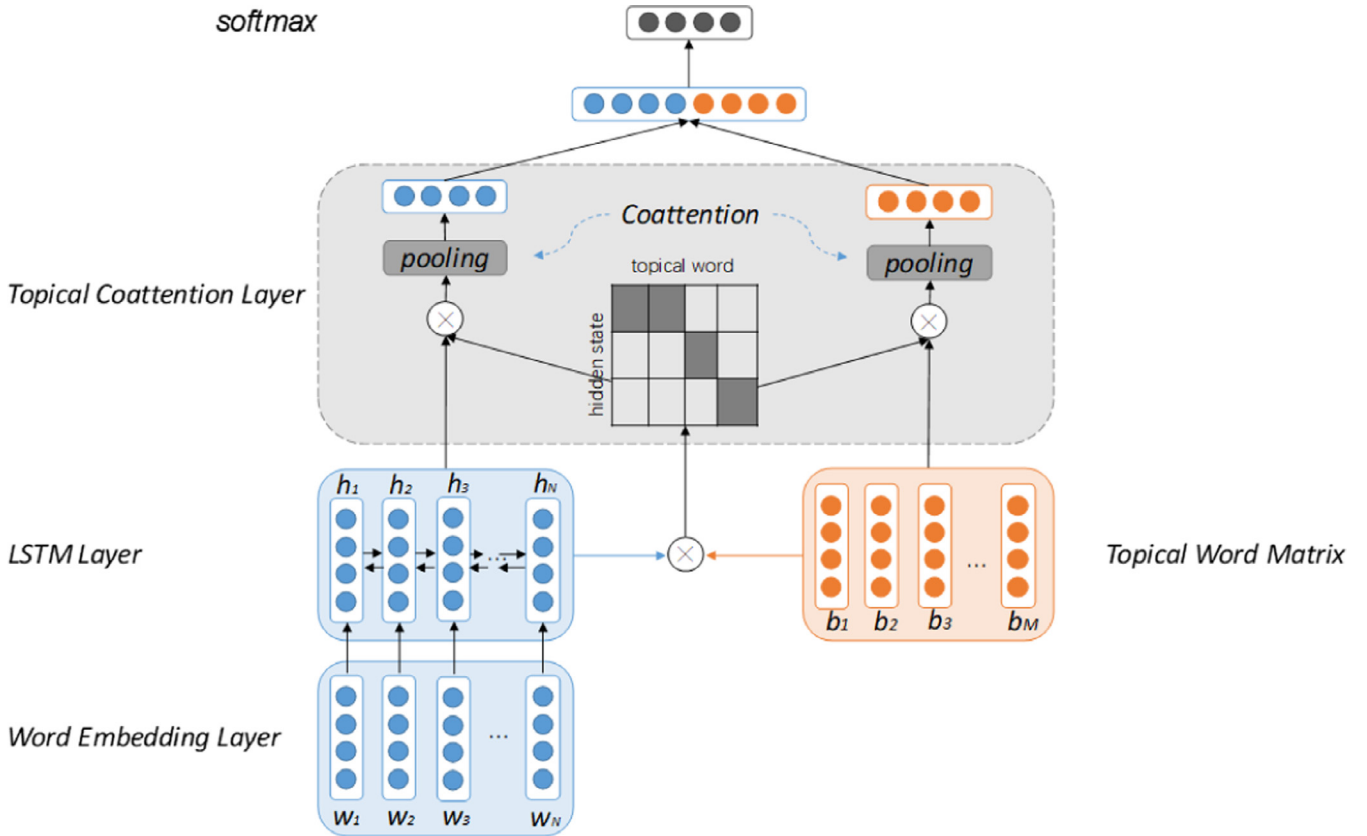 softmax
Coattention
pooling
pooling
topical word
Topical Coattention Layer
hidden state
h1 h2 h3 hN
...
LSTM Layer
Topical Word Matrix
...
b1 b2 b3 bM
Word Embedding Layer
...
w1 w2 w3 wN